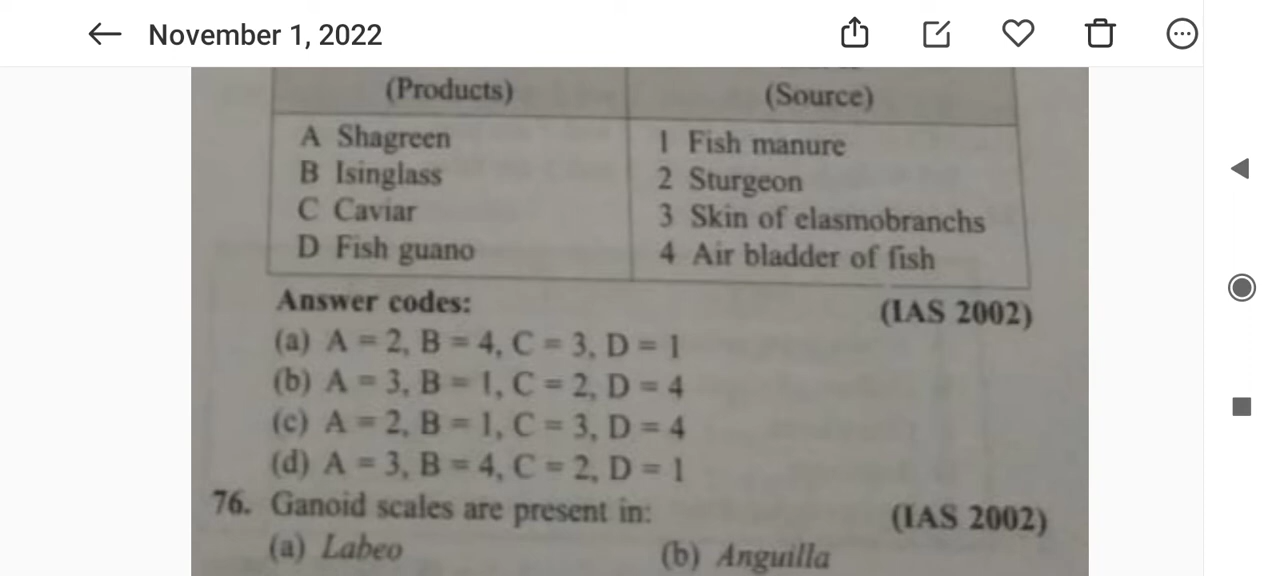 November 1, 2022
(Products) (Source)
A Shagreen 1 Fish manure
B Isinglass 2 Sturgeon
C Caviar 3 Skin of elasmobranchs
D Fish guano 4 Air bladder of fish
Answer codes: (IAS 2002)
(a) A = 2, B = 4, C = 3, D = 1
(b) A = 3, B = 1, C = 2, D = 4
(c) A = 2, B = 1, C = 3, D = 4
(d) A = 3, B = 4, C = 2, D = 1
76. Ganoid scales are present in: (IAS 2002)
(a) Labeo (b) Anguilla